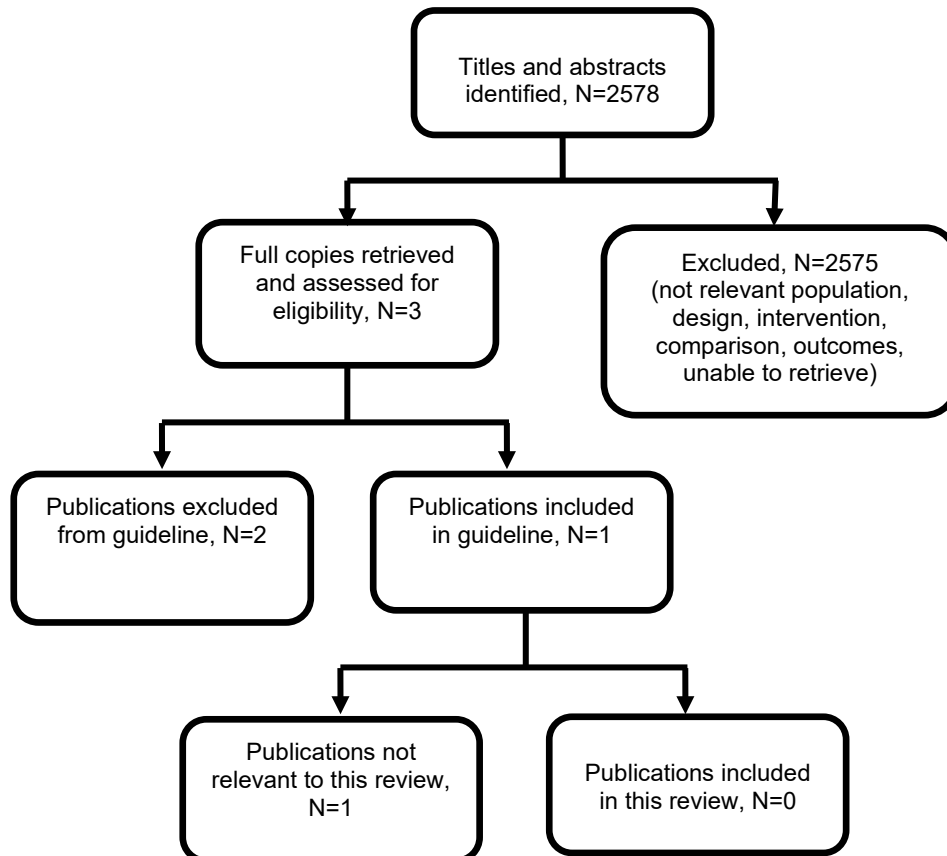 Titles and abstracts
identified, N=2578
Full copies retrieved
and assessed for
eligibility, N=3
Excluded, N=2575
(not relevant population,
design, intervention,
comparison, outcomes,
unable to retrieve)
Publications excluded
from guideline, N=2
Publications included
in guideline, N=1
Publications not
relevant to this review,
N=1
Publications included
in this review, N=0